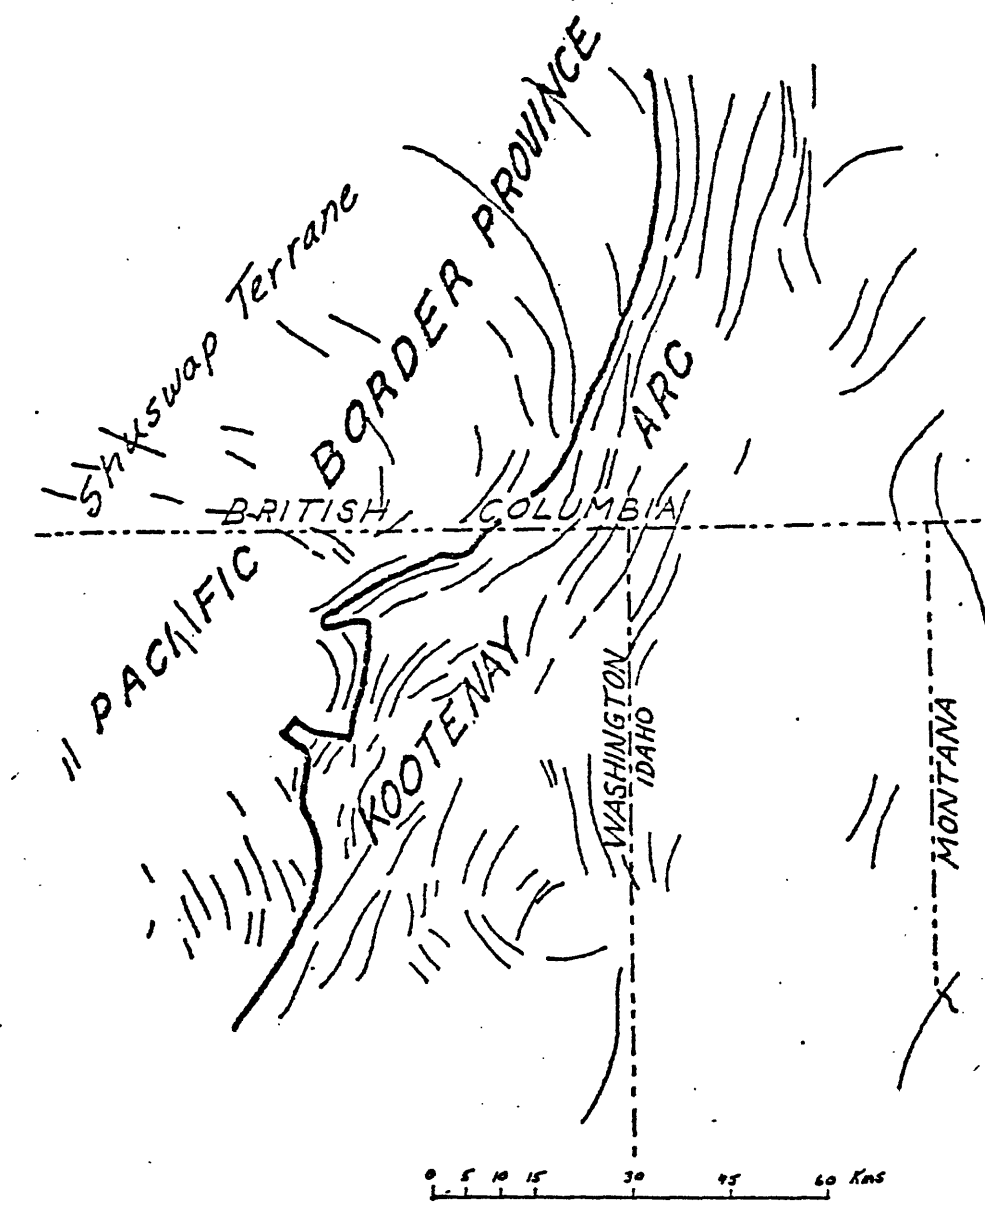 Shuswap Terrane
PACIFIC BORDER PROVINCE
KOOTENAY ARC
BRITISH COLUMBIA
WASHINGTON
IDAHO
MONTANA
0 5 10 15 30 45 60 Kms